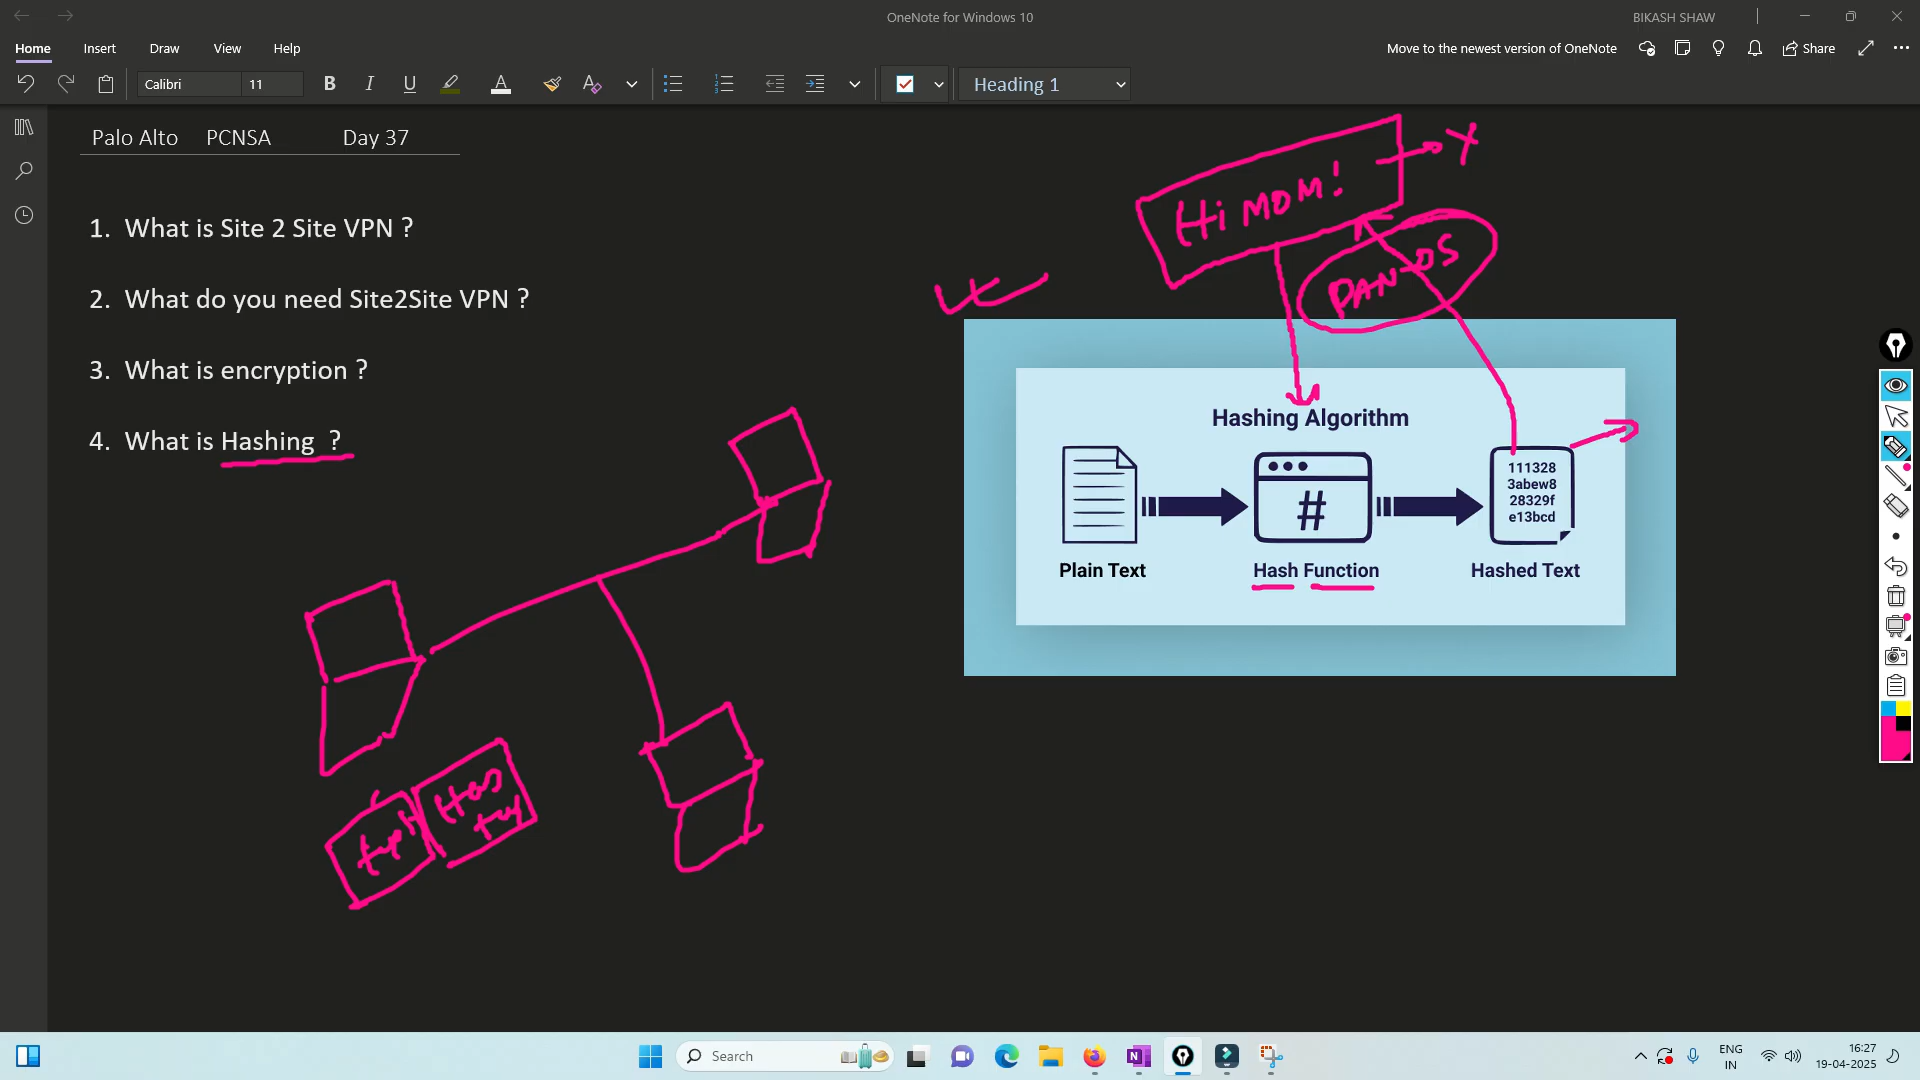 OneNote for Windows 10
BIKASH SHAW
Home Insert Draw View Help
Move to the newest version of OneNote
Share
Calibri 11
B I U A
Heading 1
Palo Alto PCNSA Day 37
1. What is Site 2 Site VPN ?
2. What do you need Site2Site VPN ?
3. What is encryption ?
4. What is Hashing ?
Hi MOM!
PAN-OS
Hashing Algorithm
#
111328
3abew8
28329f
e13bcd
Plain Text
Hash Function
Hashed Text
Search
ENG
IN
16:27
19-04-2025